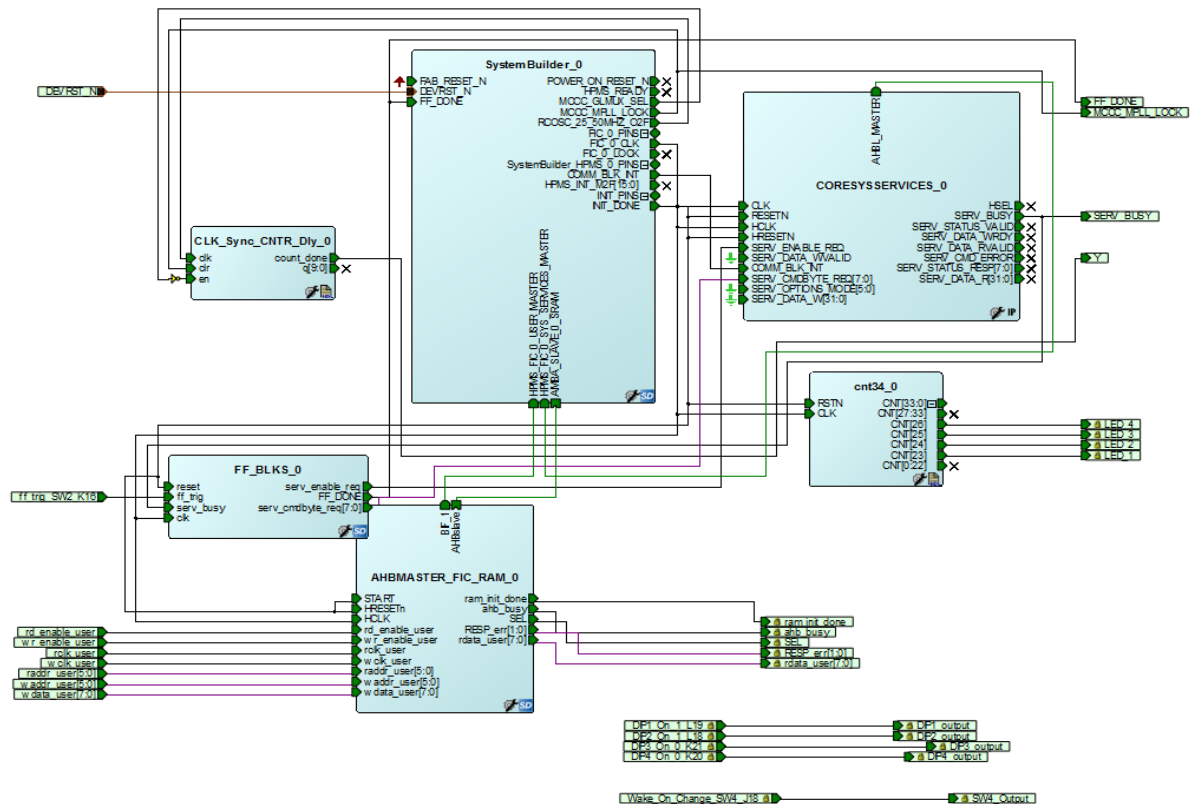 SystemBuilder_0
FAB_RESET_N
DEVRST_N
FF_DONE
POWER_ON_RESET_N
HPMS_READY
MCCC_GLMUX_SEL
MCCC_MPLL_LOCK
RCOSC_25_50MHZ_O2F
FIC_0_PINS
FIC_0_CLK
FIC_0_LOCK
SystemBuilder_HPMS_0_PINS
COMM_BLK_INT
HPMS_INT_M2F[15:0]
INIT_PINS
INIT_DONE
HPMS_FIC_0_USER_MASTER
HPMS_FIC_0_SYS_SERVICES_MASTER
AMBA_SLAVE_0_SRAM
SD
DEVRST_N
AHBL_MASTER
CORESYSSERVICES_0
CLK
RESETN
HCLK
HRESETN
SERV_ENABLE_REQ
SERV_DATA_WVALID
COMM_BLK_INT
SERV_CMDBYTE_REQ[7:0]
SERV_OPTIONS_MODE[5:0]
SERV_DATA_W[31:0]
HSEL
SERV_BUSY
SERV_STATUS_VALID
SERV_DATA_WRDY
SERV_DATA_RVALID
SERV_CMD_ERROR
SERV_STATUS_RESP[7:0]
SERV_DATA_R[31:0]
IP
FF_DONE
MCCC_MPLL_LOCK
SERV_BUSY
Y
CLK_Sync_CNTR_Dly_0
clk
clr
en
count_done
q[9:0]
HDL
cnt34_0
RSTN
CLK
CNT[33:0]
CNT[27:33]
CNT[26]
CNT[25]
CNT[24]
CNT[23]
CNT[0:22]
HDL
LED_4
LED_3
LED_2
LED_1
FF_BLKS_0
reset
ff_trig
serv_busy
clk
serv_enable_req
FF_DONE
serv_cmdbyte_req[7:0]
SD
ff_trig_SW2_K16
BIF_1
AHBslave
AHBMASTER_FIC_RAM_0
START
HRESETn
HCLK
rd_enable_user
wr_enable_user
rclk_user
wclk_user
raddr_user[5:0]
waddr_user[5:0]
wdata_user[7:0]
ram_init_done
ahb_busy
SEL
RESP_err[1:0]
rdata_user[7:0]
SD
rd_enable_user
wr_enable_user
rclk_user
wclk_user
raddr_user[5:0]
waddr_user[5:0]
wdata_user[7:0]
ram_init_done
ahb_busy
SEL
RESP_err[1:0]
rdata_user[7:0]
DIP1_On_1_L19
DIP1_output
DIP2_On_1_L18
DIP2_output
DIP3_On_0_K21
DIP3_output
DIP4_On_0_K20
DIP4_output
Wake_On_Change_SW4_J18
SW4_Output